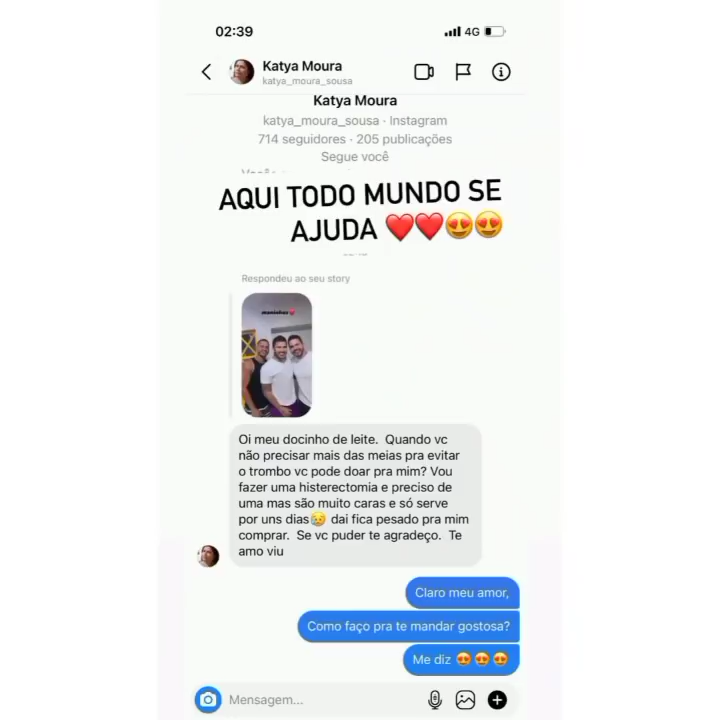 02:39
4G
Katya Moura
katya_moura_sousa
Katya Moura
katya_moura_sousa · Instagram
714 seguidores · 205 publicações
Segue você
AQUI TODO MUNDO SE
AJUDA ❤️❤️😍😍
Respondeu ao seu story
Oi meu docinho de leite.  Quando vc
não precisar mais das meias pra evitar
o trombo vc pode doar pra mim? Vou
fazer uma histerectomia e preciso de
uma mas são muito caras e só serve
por uns dias😥 dai fica pesado pra mim
comprar.  Se vc puder te agradeço.  Te
amo viu
Claro meu amor,
Como faço pra te mandar gostosa?
Me diz 😍😍😍
Mensagem...